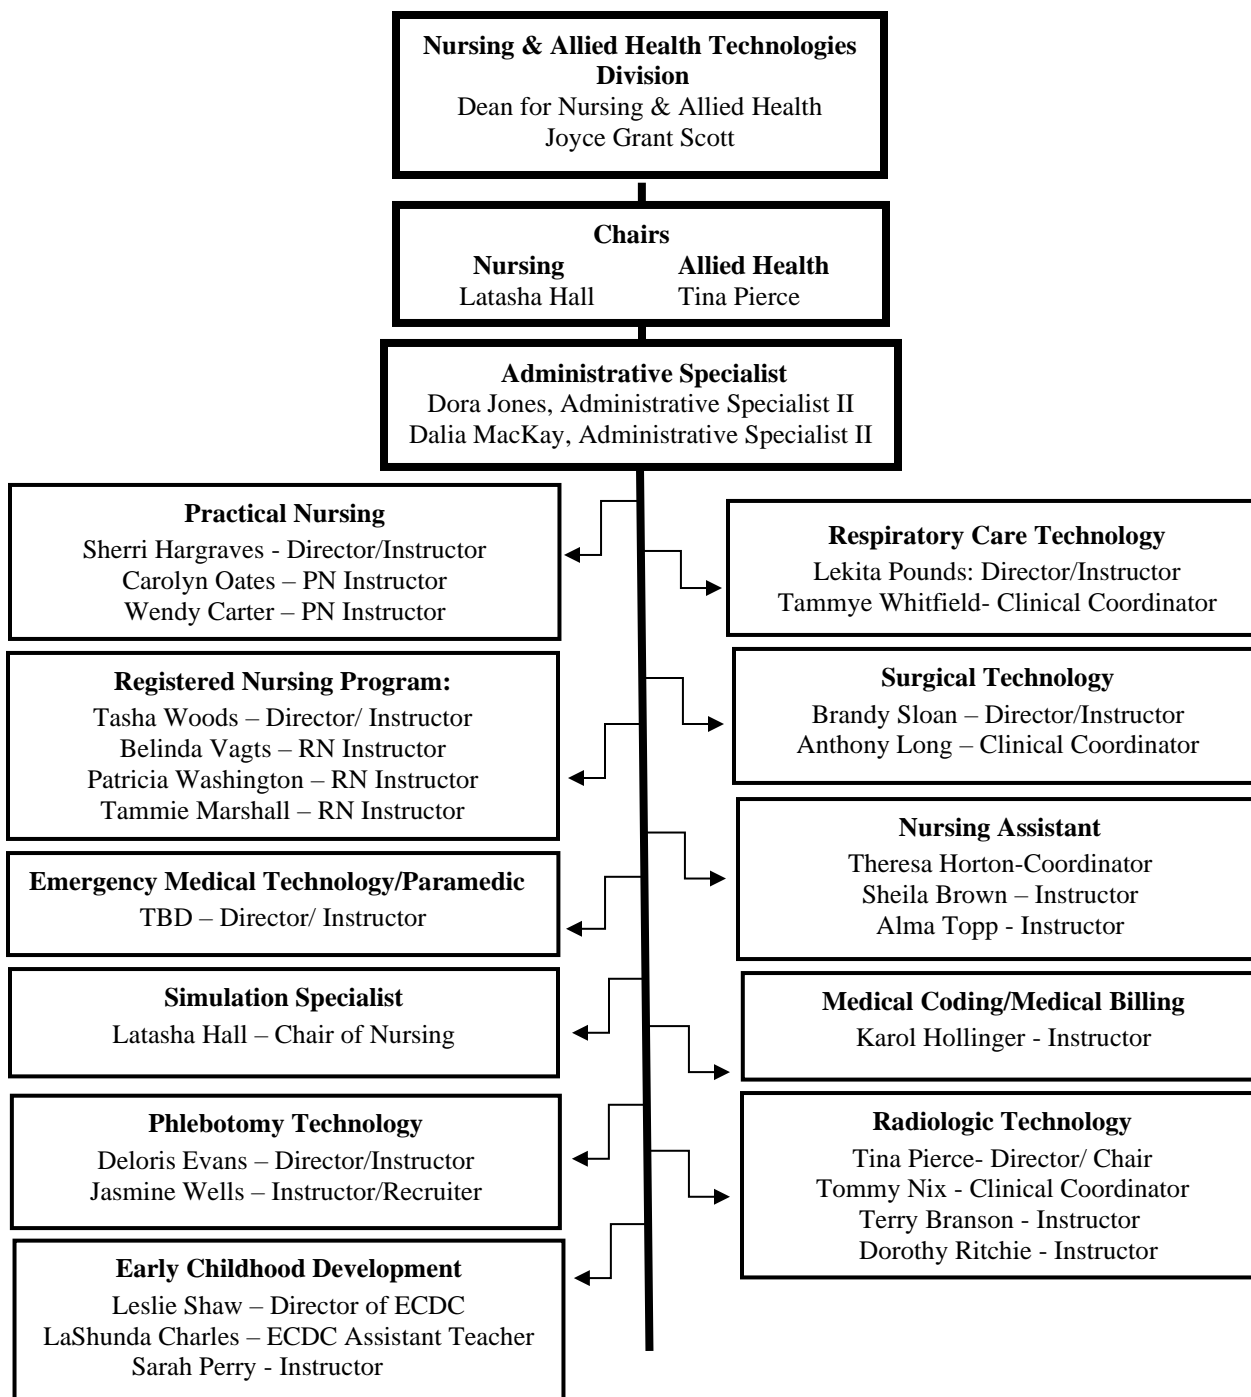 Nursing & Allied Health Technologies
Division
Dean for Nursing & Allied Health
Joyce Grant Scott
Chairs
Nursing Allied Health
Latasha Hall Tina Pierce
Administrative Specialist
Dora Jones, Administrative Specialist II
Dalia MacKay, Administrative Specialist II
Practical Nursing
Sherri Hargraves - Director/Instructor
Carolyn Oates – PN Instructor
Wendy Carter – PN Instructor
Registered Nursing Program:
Tasha Woods – Director/ Instructor
Belinda Vagts – RN Instructor
Patricia Washington – RN Instructor
Tammie Marshall – RN Instructor
Emergency Medical Technology/Paramedic
TBD – Director/ Instructor
Simulation Specialist
Latasha Hall – Chair of Nursing
Phlebotomy Technology
Deloris Evans – Director/Instructor
Jasmine Wells – Instructor/Recruiter
Early Childhood Development
Leslie Shaw – Director of ECDC
LaShunda Charles – ECDC Assistant Teacher
Sarah Perry - Instructor
Respiratory Care Technology
Lekita Pounds: Director/Instructor
Tammye Whitfield- Clinical Coordinator
Surgical Technology
Brandy Sloan – Director/Instructor
Anthony Long – Clinical Coordinator
Nursing Assistant
Theresa Horton-Coordinator
Sheila Brown – Instructor
Alma Topp - Instructor
Medical Coding/Medical Billing
Karol Hollinger - Instructor
Radiologic Technology
Tina Pierce- Director/ Chair
Tommy Nix - Clinical Coordinator
Terry Branson - Instructor
Dorothy Ritchie - Instructor